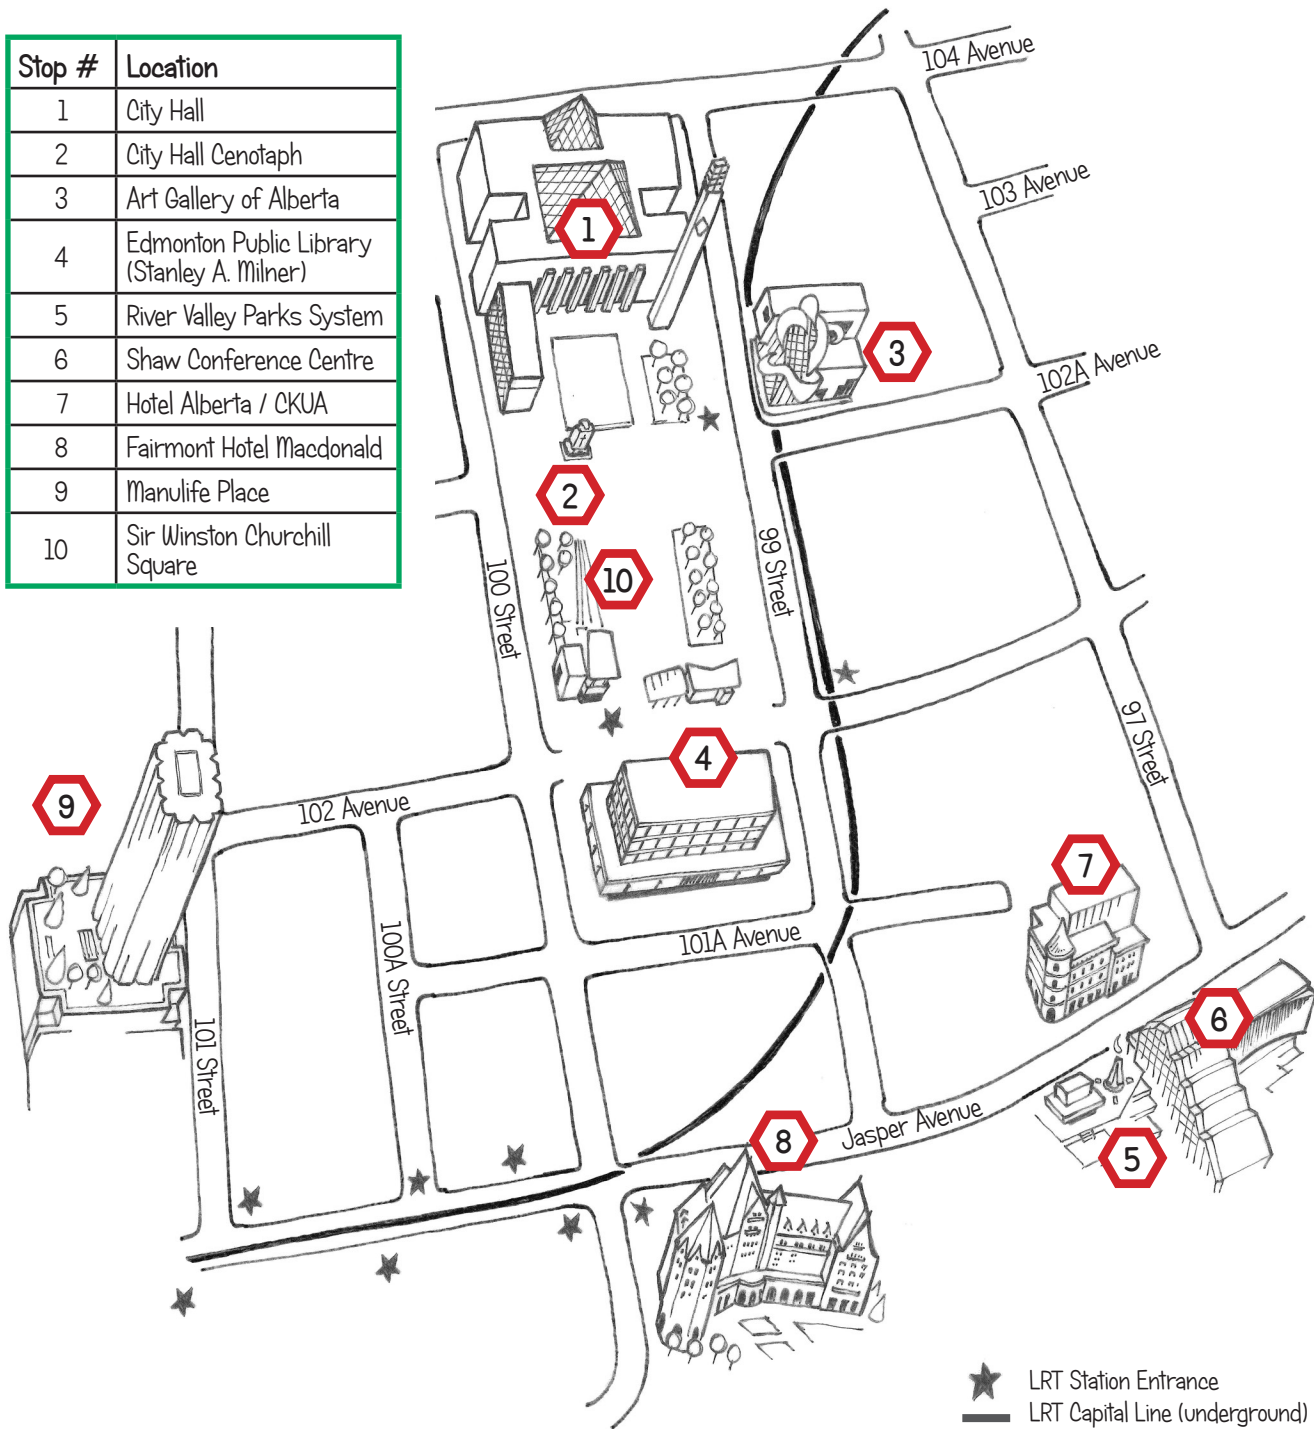 Stop # Location
1 City Hall
2 City Hall Cenotaph
3 Art Gallery of Alberta
4 Edmonton Public Library
(Stanley A. Milner)
5 River Valley Parks System
6 Shaw Conference Centre
7 Hotel Alberta / CKUA
8 Fairmont Hotel Macdonald
9 Manulife Place
10 Sir Winston Churchill
Square
104 Avenue
103 Avenue
1
3
102A Avenue
2
99 Street
10
100 Street
97 Street
4
9
102 Avenue
7
100A Street
101A Avenue
6
101 Street
8
Jasper Avenue
5
LRT Station Entrance
LRT Capital Line (underground)